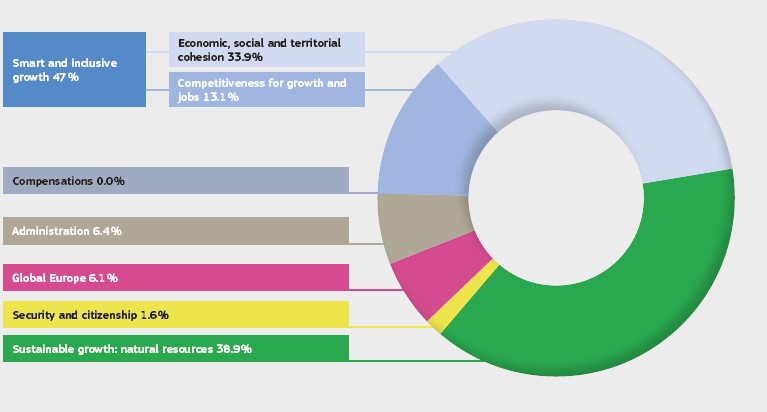 Smart and inclusive
growth 47%
Economic, social and territorial
cohesion 33.9%
Competitiveness for growth and
jobs 13.1%
Compensations 0.0%
Administration 6.4%
Global Europe 6.1%
Security and citizenship 1.6%
Sustainable growth: natural resources 38.9%